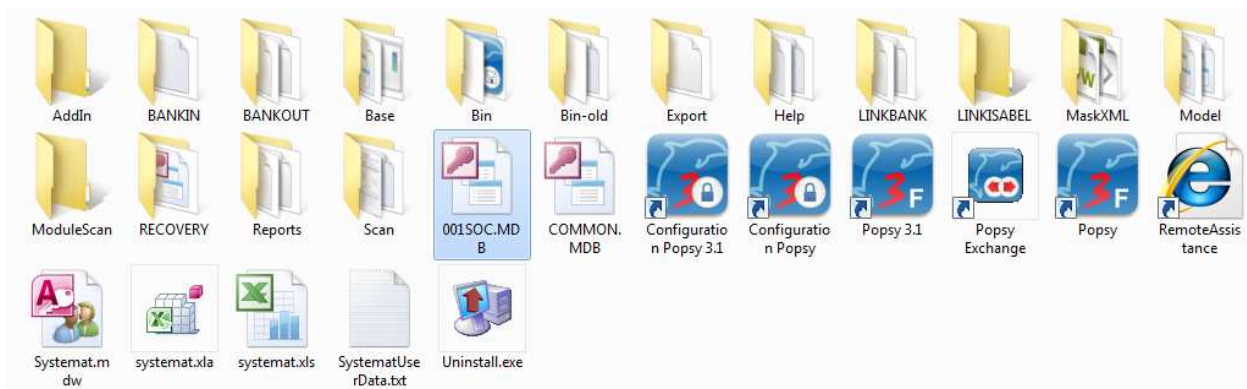 AddIn BANKIN BANKOUT Base Bin Bin-old Export Help LINKBANK LINKISABEL MaskXML Model
ModuleScan RECOVERY Reports Scan 001SOC.MD COMMON. Configuratio Configuratio Popsy 3.1 Popsy Popsy RemoteAssis
B MDB n Popsy 3.1 n Popsy Exchange tance
Systemat.m systemat.xla systemat.xls SystematUse Uninstall.exe
dw rData.txt